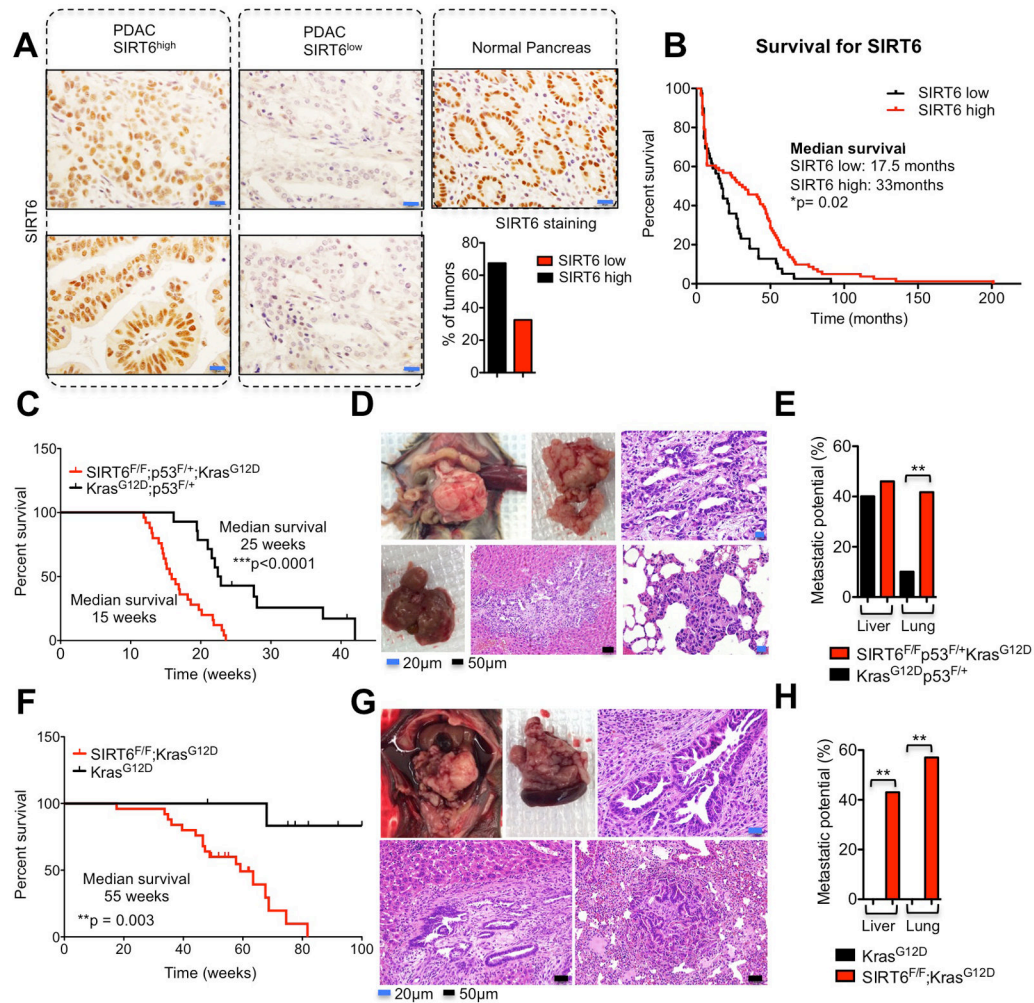 A
PDAC
SIRT6high
PDAC
SIRT6low
Normal Pancreas
SIRT6
SIRT6 staining
% of tumors
80
60
40
20
0
SIRT6 low
SIRT6 high
B
Survival for SIRT6
SIRT6 low
SIRT6 high
Median survival
SIRT6 low: 17.5 months
SIRT6 high: 33months
*p= 0.02
Percent survival
100
80
60
40
20
0
0 50 100 150 200
Time (months)
C
SIRT6F/F;p53F/+;KrasG12D
KrasG12D;p53F/+
Percent survival
150
100
50
0
Median survival
25 weeks
***p<0.0001
Median survival
15 weeks
0 10 20 30 40
Time (weeks)
D
20µm 50µm
E
Metastatic potential (%)
60
40
20
0
**
Liver Lung
SIRT6F/Fp53F/+KrasG12D
KrasG12Dp53F/+
F
SIRT6F/F;KrasG12D
KrasG12D
Percent survival
150
100
50
0
Median survival
55 weeks
**p = 0.003
0 20 40 60 80 100
Time (weeks)
G
20µm 50µm
H
Metastatic potential (%)
60
40
20
0
**
**
Liver Lung
KrasG12D
SIRT6F/F;KrasG12D